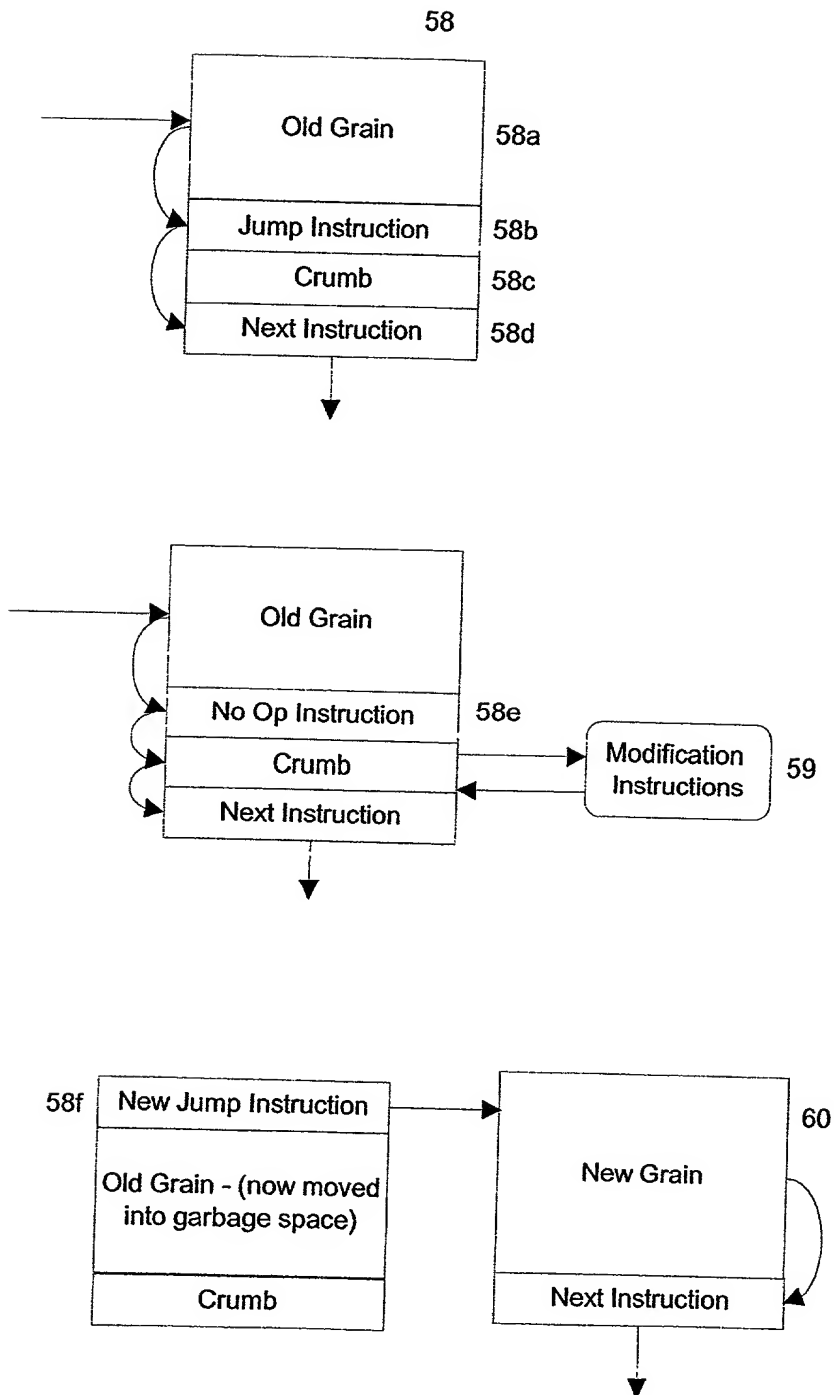 58
Old Grain
58a
Jump Instruction
58b
Crumb
58c
Next Instruction
58d
Old Grain
No Op Instruction
58e
Crumb
Next Instruction
Modification
Instructions
59
58f
New Jump Instruction
Old Grain - (now moved
into garbage space)
Crumb
New Grain
60
Next Instruction